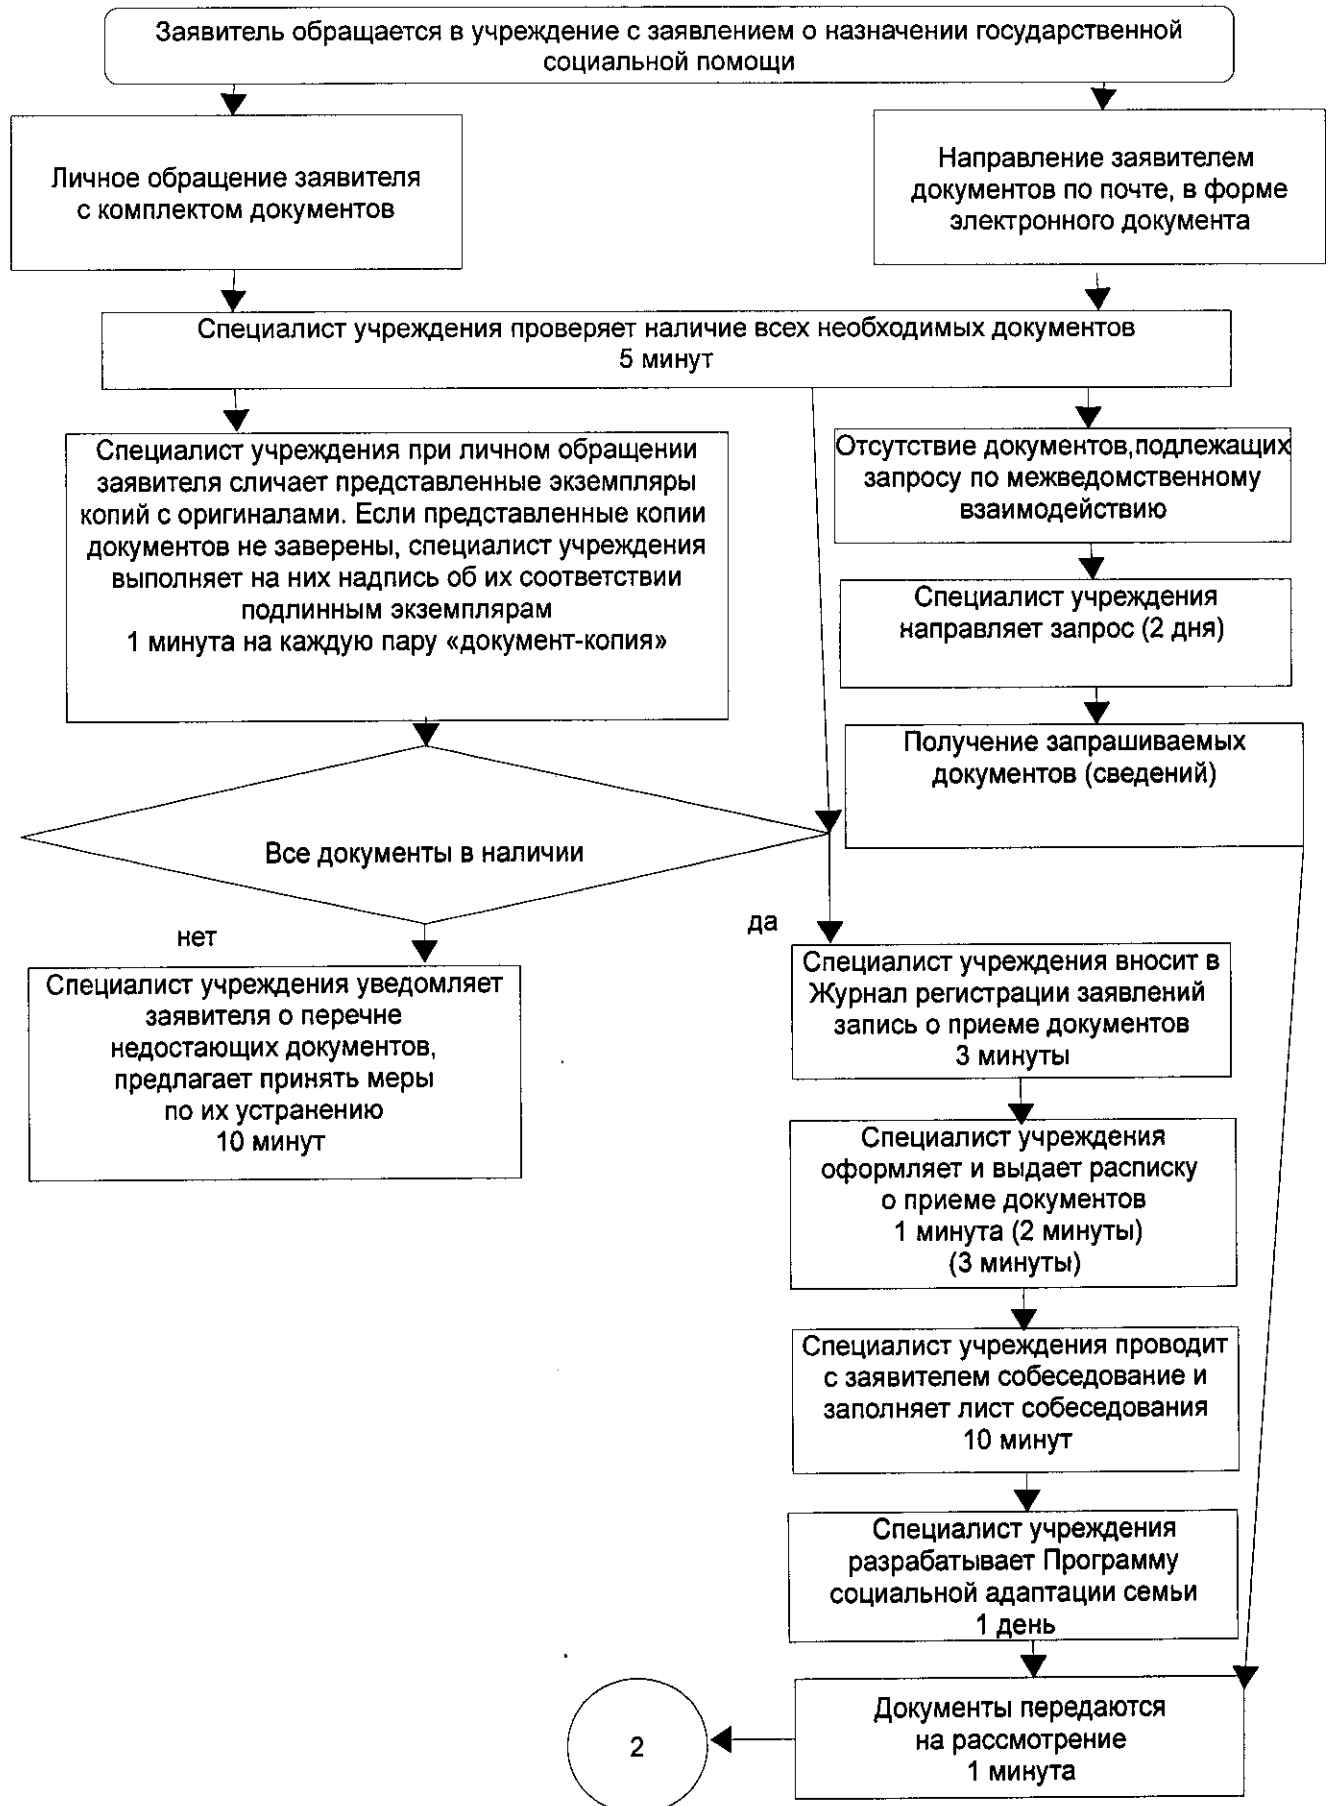 Заявитель обращается в учреждение с заявлением о назначении государственной
социальной помощи
Личное обращение заявителя
с комплектом документов
Направление заявителем
документов по почте, в форме
электронного документа
Специалист учреждения проверяет наличие всех необходимых документов
5 минут
Специалист учреждения при личном обращении
заявителя сличает представленные экземпляры
копий с оригиналами. Если представленные копии
документов не заверены, специалист учреждения
выполняет на них надпись об их соответствии
подлинным экземплярам
1 минута на каждую пару «документ-копия»
Отсутствие документов,подлежащих
запросу по межведомственному
взаимодействию
Специалист учреждения
направляет запрос (2 дня)
Получение запрашиваемых
документов (сведений)
Все документы в наличии
нет
да
Специалист учреждения уведомляет
заявителя о перечне
недостающих документов,
предлагает принять меры
по их устранению
10 минут
Специалист учреждения вносит в
Журнал регистрации заявлений
запись о приеме документов
3 минуты
Специалист учреждения
оформляет и выдает расписку
о приеме документов
1 минута (2 минуты)
(3 минуты)
Специалист учреждения проводит
с заявителем собеседование и
заполняет лист собеседования
10 минут
Специалист учреждения
разрабатывает Программу
социальной адаптации семьи
1 день
Документы передаются
на рассмотрение
1 минута
2